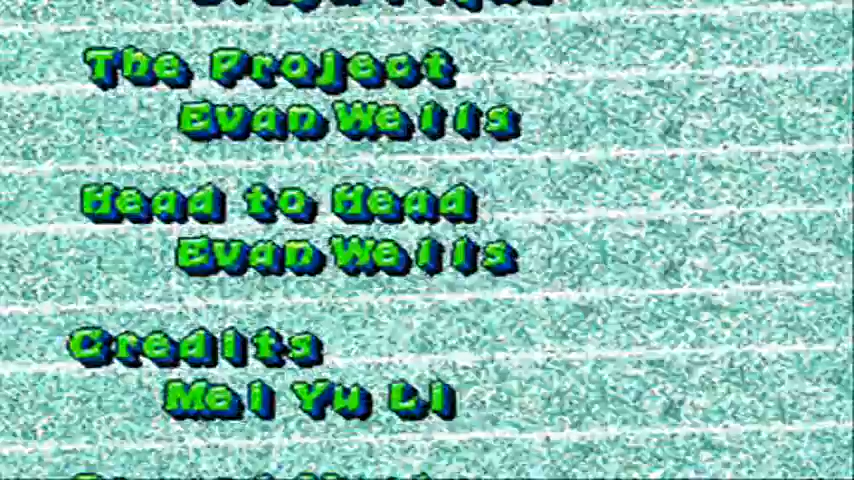 The Project
Evan Wells
Head to Head
Evan Wells
Credits
Mei Yu Li